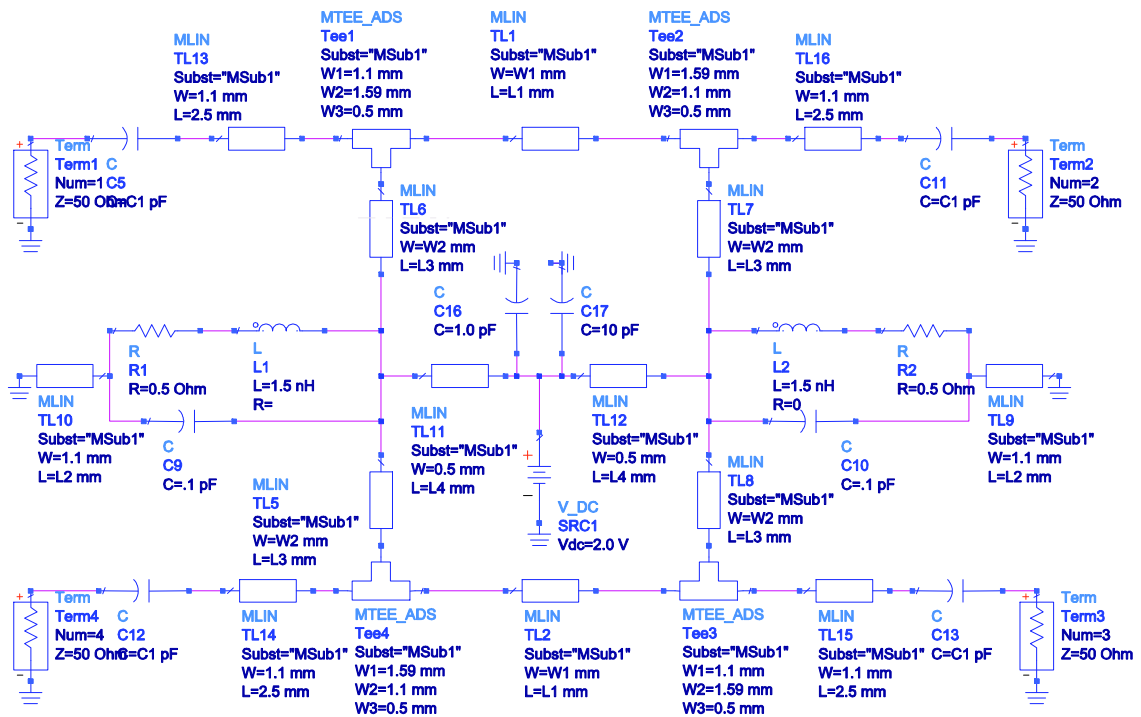 MTEE_ADS
Tee1
Subst="MSub1"
W1=1.1 mm
W2=1.59 mm
W3=0.5 mm
MLIN
TL1
Subst="MSub1"
W=W1 mm
L=L1 mm
MTEE_ADS
Tee2
Subst="MSub1"
W1=1.59 mm
W2=1.1 mm
W3=0.5 mm
MLIN
TL13
Subst="MSub1"
W=1.1 mm
L=2.5 mm
MLIN
TL16
Subst="MSub1"
W=1.1 mm
L=2.5 mm
+
Term
Term1
Num=1
Z=50 Ohm
-
C
C5
C=C1 pF
C
C11
C=C1 pF
+
Term
Term2
Num=2
Z=50 Ohm
-
MLIN
TL6
Subst="MSub1"
W=W2 mm
L=L3 mm
MLIN
TL7
Subst="MSub1"
W=W2 mm
L=L3 mm
C
C16
C=1.0 pF
C
C17
C=10 pF
R
R1
R=0.5 Ohm
L
L1
L=1.5 nH
R=
L
L2
L=1.5 nH
R=0
R
R2
R=0.5 Ohm
MLIN
TL10
Subst="MSub1"
W=1.1 mm
L=L2 mm
C
C9
C=.1 pF
MLIN
TL11
Subst="MSub1"
W=0.5 mm
L=L4 mm
MLIN
TL12
Subst="MSub1"
W=0.5 mm
L=L4 mm
C
C10
C=.1 pF
MLIN
TL9
Subst="MSub1"
W=1.1 mm
L=L2 mm
+
-
V_DC
SRC1
Vdc=2.0 V
MLIN
TL5
Subst="MSub1"
W=W2 mm
L=L3 mm
MLIN
TL8
Subst="MSub1"
W=W2 mm
L=L3 mm
+
Term
Term4
Num=4
Z=50 Ohm
-
C
C12
C=C1 pF
MLIN
TL14
Subst="MSub1"
W=1.1 mm
L=2.5 mm
MTEE_ADS
Tee4
Subst="MSub1"
W1=1.59 mm
W2=1.1 mm
W3=0.5 mm
MLIN
TL2
Subst="MSub1"
W=W1 mm
L=L1 mm
MTEE_ADS
Tee3
Subst="MSub1"
W1=1.1 mm
W2=1.59 mm
W3=0.5 mm
MLIN
TL15
Subst="MSub1"
W=1.1 mm
L=2.5 mm
C
C13
C=C1 pF
+
Term
Term3
Num=3
Z=50 Ohm
-